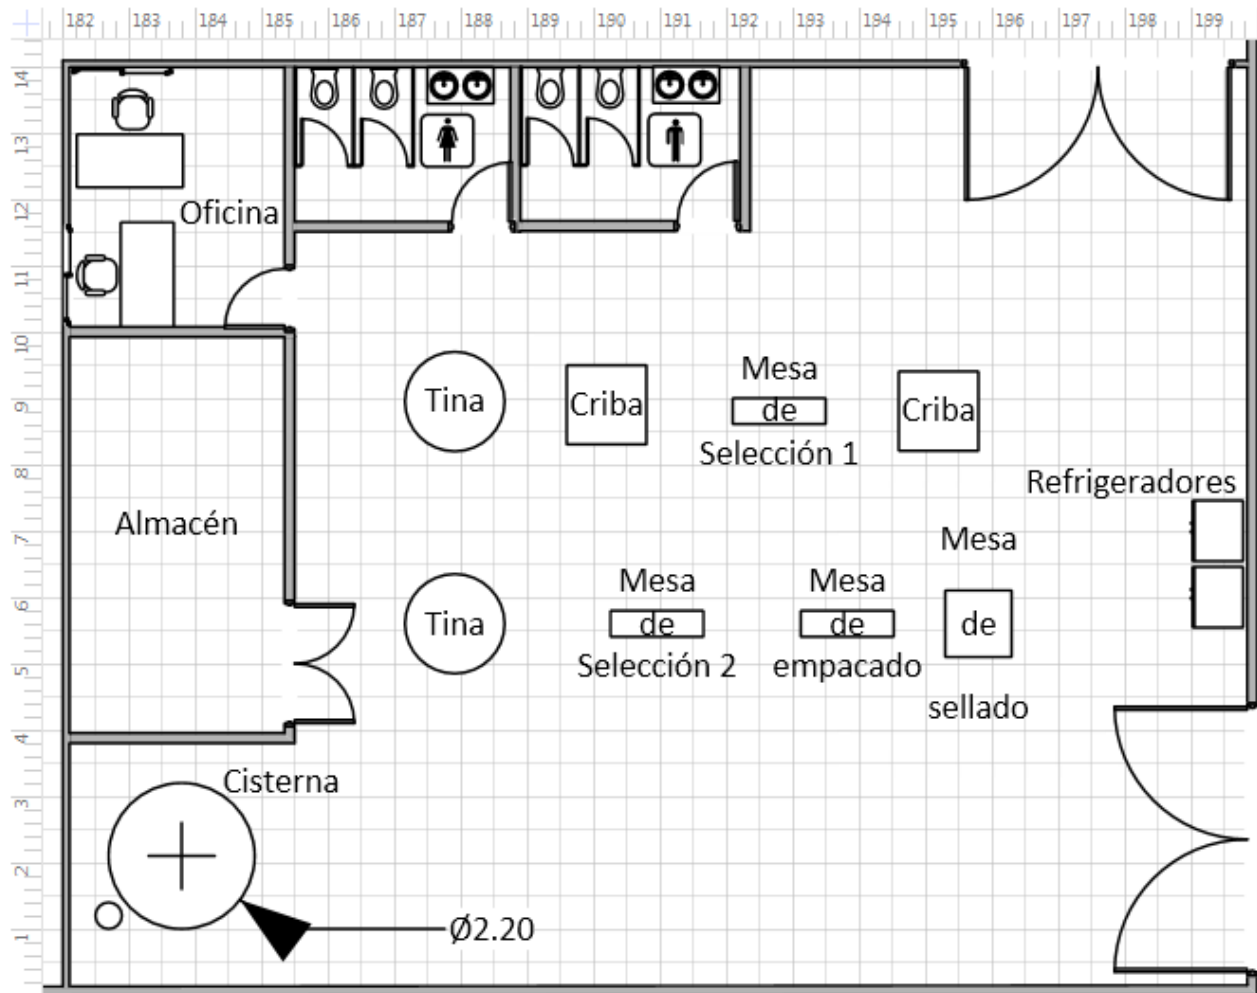 182 183 184 185 186 187 188 189 190 191 192 193 194 195 196 197 198 199
14
13
12
11
10
9
8
7
6
5
4
3
2
1
Oficina
Tina
Criba
Mesa
de
Selección 1
Criba
Refrigeradores
Almacén
Tina
Mesa
de
Selección 2
Mesa
de
empacado
Mesa
de
sellado
Cisterna
Ø2.20